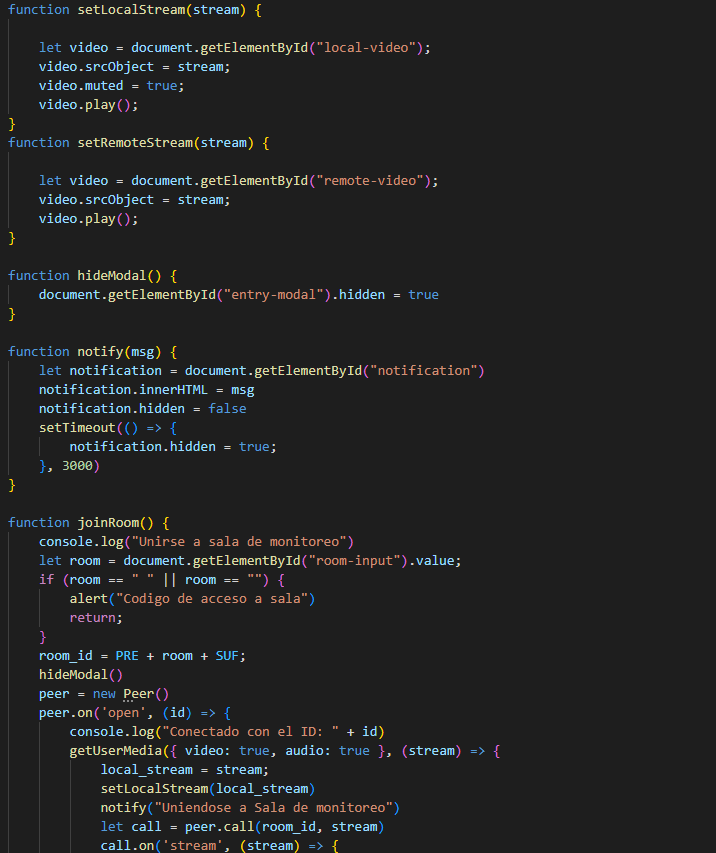 function setLocalStream(stream) {
let video = document.getElementById("local-video");
video.srcObject = stream;
video.muted = true;
video.play();
}
function setRemoteStream(stream) {
let video = document.getElementById("remote-video");
video.srcObject = stream;
video.play();
}
function hideModal() {
document.getElementById("entry-modal").hidden = true
}
function notify(msg) {
let notification = document.getElementById("notification")
notification.innerHTML = msg
notification.hidden = false
setTimeout(() => {
notification.hidden = true;
}, 3000)
}
function joinRoom() {
console.log("Unirse a sala de monitoreo")
let room = document.getElementById("room-input").value;
if (room == " " || room == "") {
alert("Codigo de acceso a sala")
return;
}
room_id = PRE + room + SUF;
hideModal()
peer = new Peer()
peer.on('open', (id) => {
console.log("Conectado con el ID: " + id)
getUserMedia({ video: true, audio: true }, (stream) => {
local_stream = stream;
setLocalStream(local_stream)
notify("Uniendose a Sala de monitoreo")
let call = peer.call(room_id, stream)
call.on('stream', (stream) => {